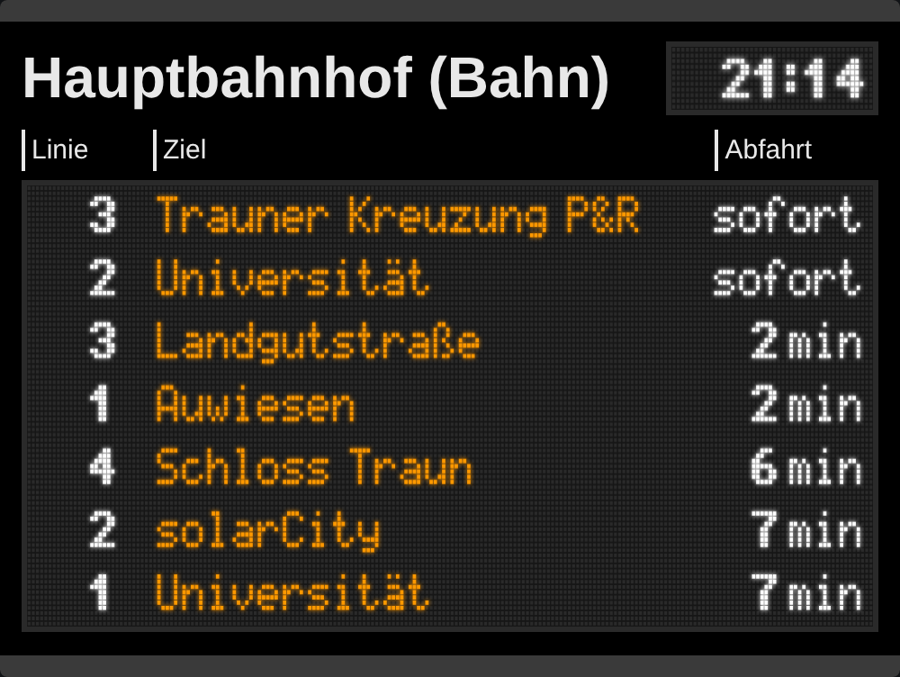 Hauptbahnhof (Bahn) 21:14
Linie Ziel Abfahrt
3 Trauner Kreuzung P&R sofort
2 Universität sofort
3 Landgutstraße 2 min
1 Auwiesen 2 min
4 Schloss Traun 6 min
2 solarCity 7 min
1 Universität 7 min